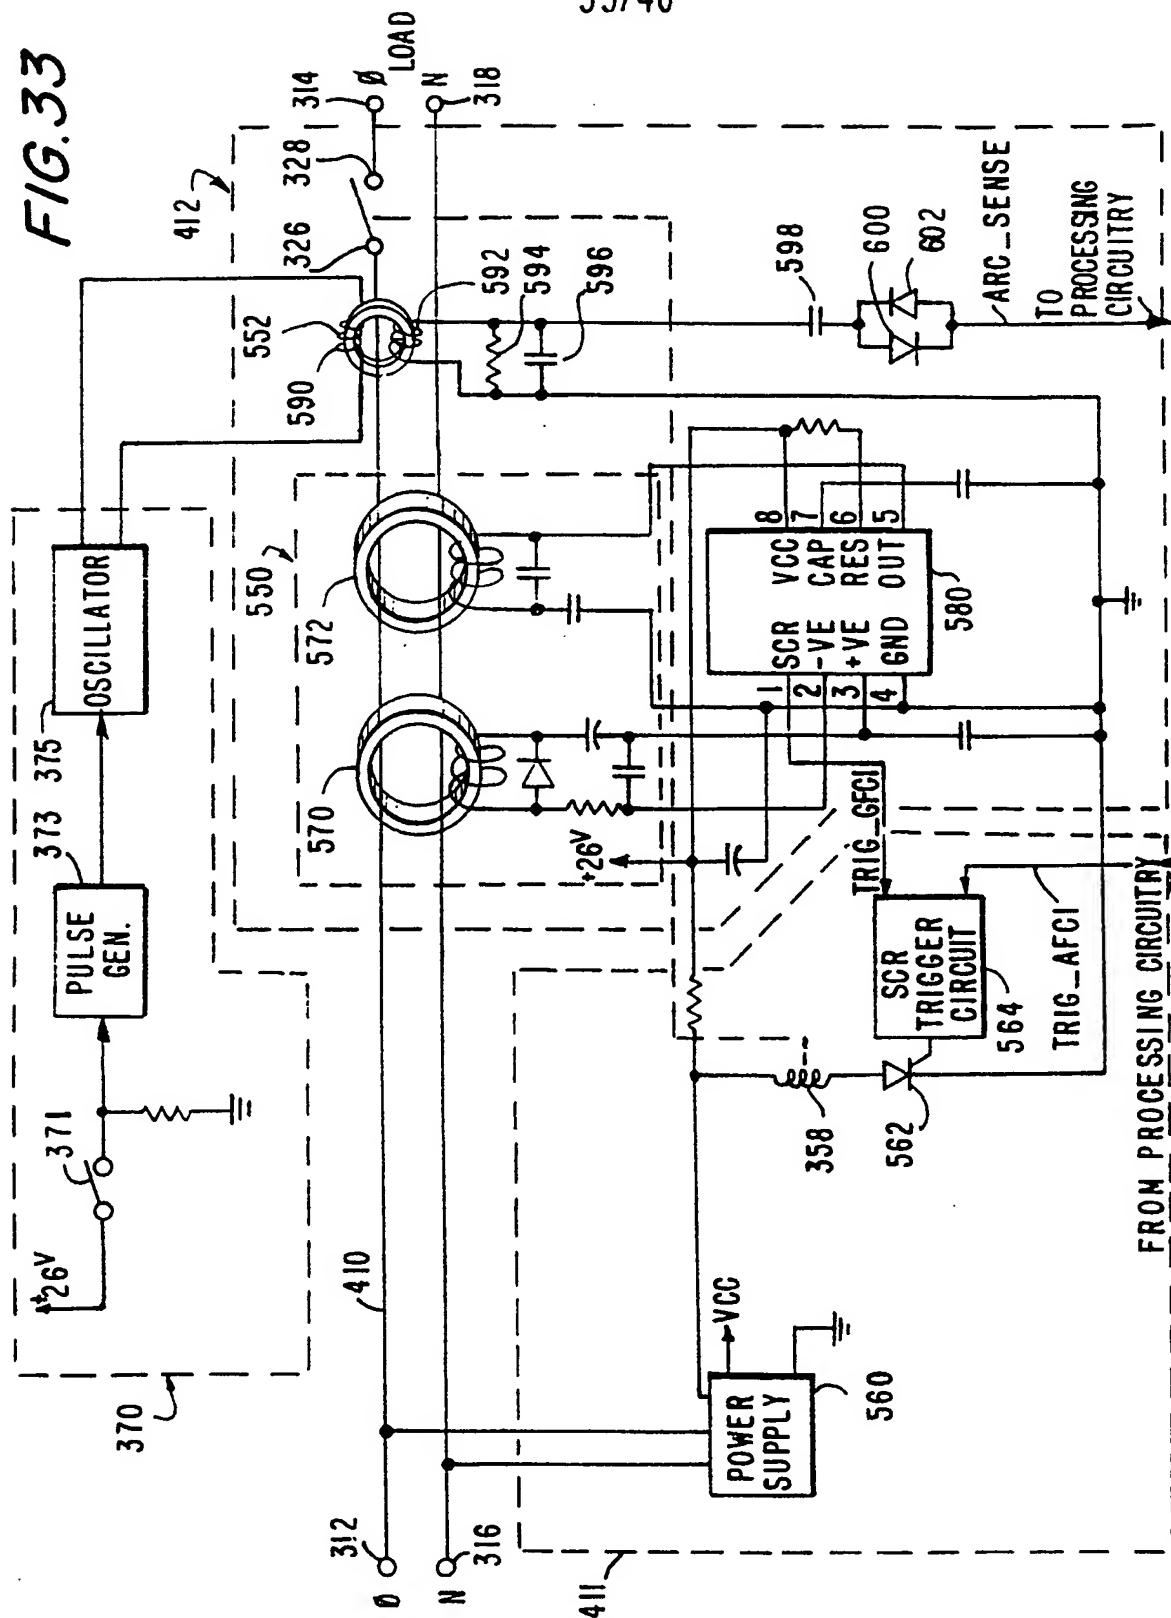 FIG.33
370
+26V
371
PULSE
GEN.
373
OSCILLATOR
375
412
590
552
326
328
314
Ø
LOAD
N
318
312
Ø
N
316
410
570
572
550
592
594
596
598
600
602
ARC_SENSE
TO
PROCESSING
CIRCUITRY
+26V
1 SCR VCC 8
2 -VE CAP 7
3 +VE RES 6
4 GND OUT 5
580
TRIG_GFCI
SCR
TRIGGER
CIRCUIT
564
TRIG_AFCI
FROM PROCESSING CIRCUITRY
358
562
VCC
POWER
SUPPLY
560
411